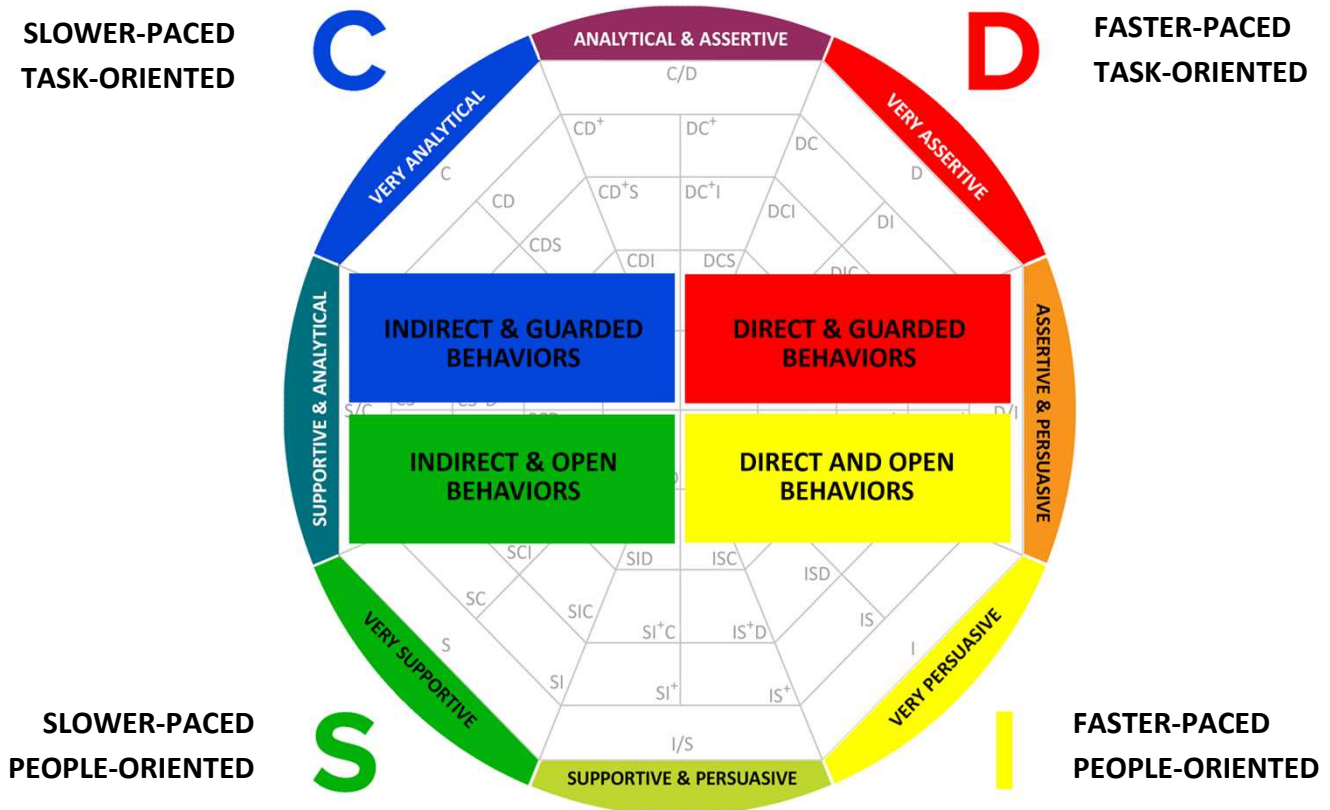 SLOWER-PACED
TASK-ORIENTED
C
ANALYTICAL & ASSERTIVE
D
FASTER-PACED
TASK-ORIENTED
VERY ANALYTICAL
C/D
VERY ASSERTIVE
CD+
DC+
DC
C
D
CD
CD+S
DC+I
DCI
DI
CDS
CDI
DCS
DIC
SUPPORTIVE & ANALYTICAL
INDIRECT & GUARDED
BEHAVIORS
DIRECT & GUARDED
BEHAVIORS
ASSERTIVE & PERSUASIVE
S/C
D/I
INDIRECT & OPEN
BEHAVIORS
DIRECT AND OPEN
BEHAVIORS
SCI
SID
ISC
ISD
SC
SIC
SI+C
IS+D
IS
S
I
SI
SI+
IS+
VERY SUPPORTIVE
I/S
VERY PERSUASIVE
SUPPORTIVE & PERSUASIVE
SLOWER-PACED
PEOPLE-ORIENTED
S
I
FASTER-PACED
PEOPLE-ORIENTED